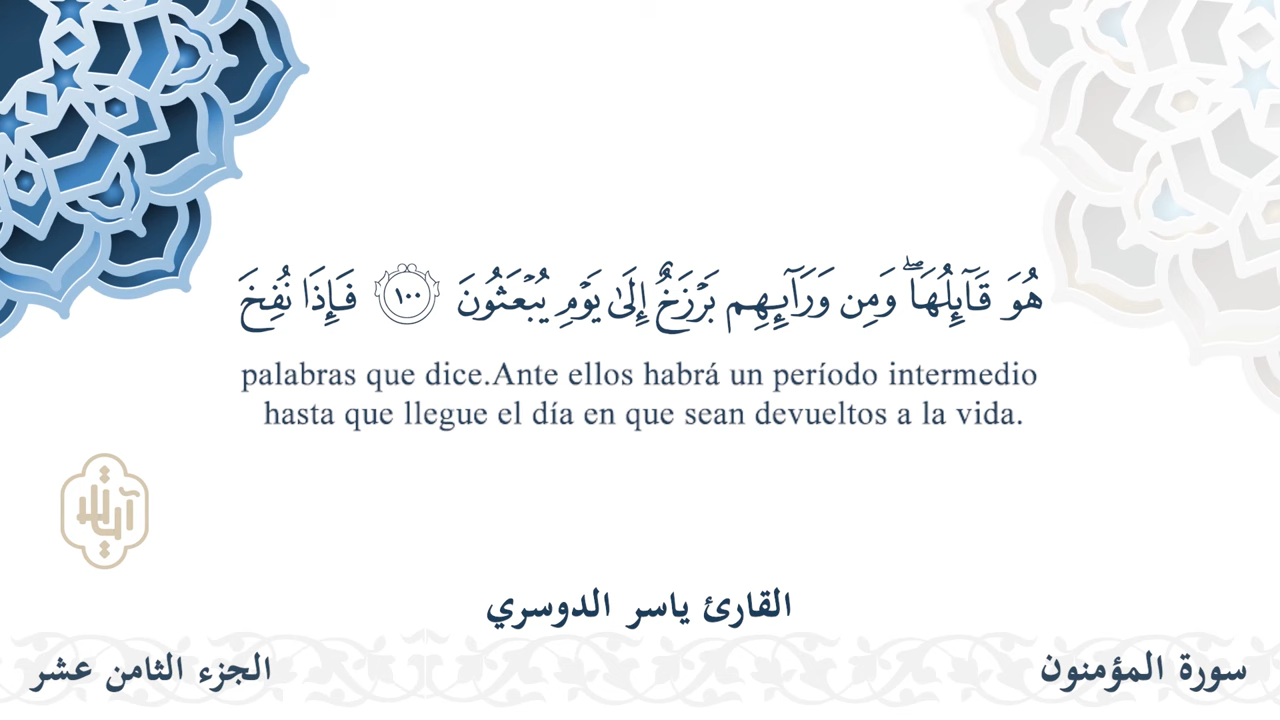 هُوَ قَآئِلُهَاۖ وَمِن وَرَآئِهِم بَرۡزَخٌ إِلَىٰ يَوۡمِ يُبۡعَثُونَ ١٠٠ فَإِذَا نُفِخَ
palabras que dice.Ante ellos habrá un período intermedio
hasta que llegue el día en que sean devueltos a la vida.
القارئ ياسر الدوسري
سورة المؤمنون
الجزء الثامن عشر